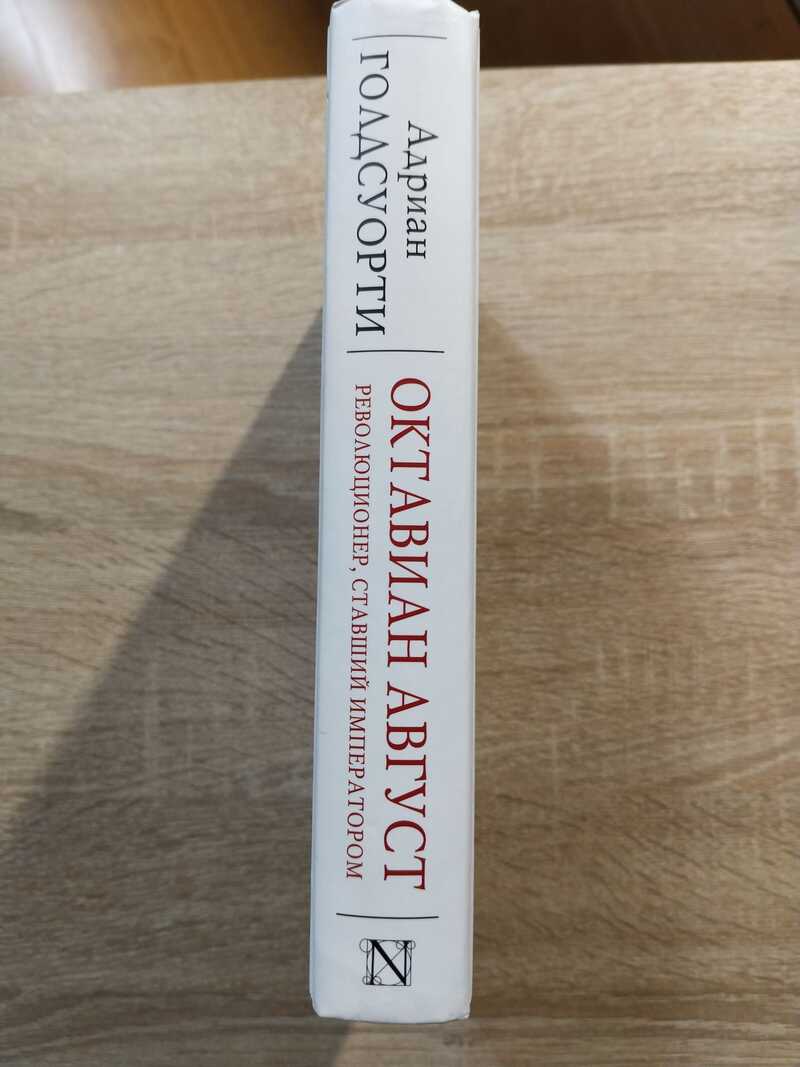 Адриан
ГОЛДСУОРТИ
ОКТАВИАН АВГУСТ
РЕВОЛЮЦИОНЕР, СТАВШИЙ ИМПЕРАТОРОМ
N